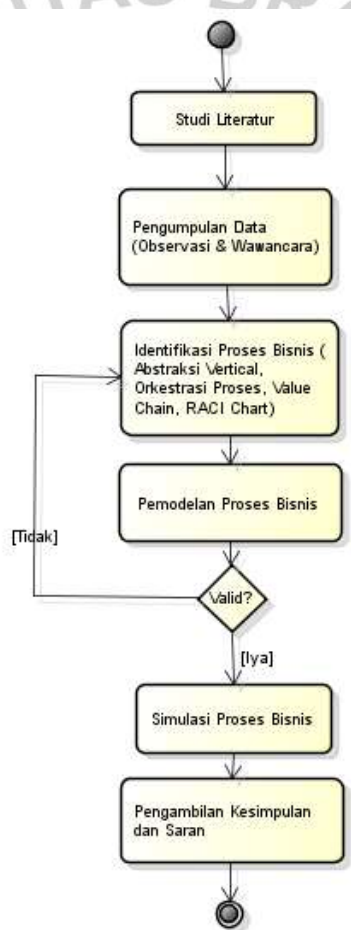 Studi Literatur
Pengumpulan Data
(Observasi & Wawancara)
Identifikasi Proses Bisnis (
Abstraksi Vertical,
Orkestrasi Proses, Value
Chain, RACI Chart)
Pemodelan Proses Bisnis
[Tidak]
Valid?
[Iya]
Simulasi Proses Bisnis
Pengambilan Kesimpulan
dan Saran